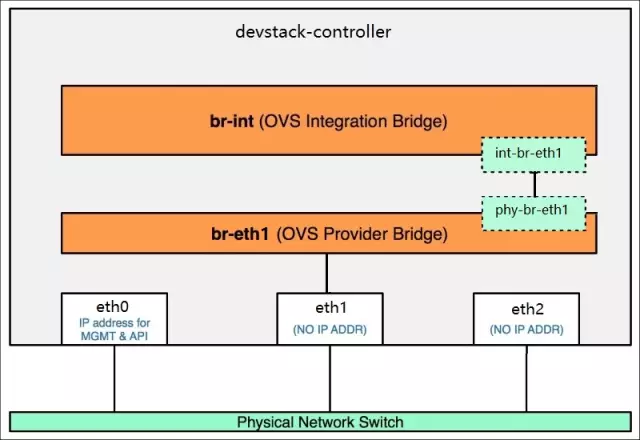 devstack-controller
br-int (OVS Integration Bridge)
int-br-eth1
phy-br-eth1
br-eth1 (OVS Provider Bridge)
eth0
IP address for
MGMT & API
eth1
(NO IP ADDR)
eth2
(NO IP ADDR)
Physical Network Switch